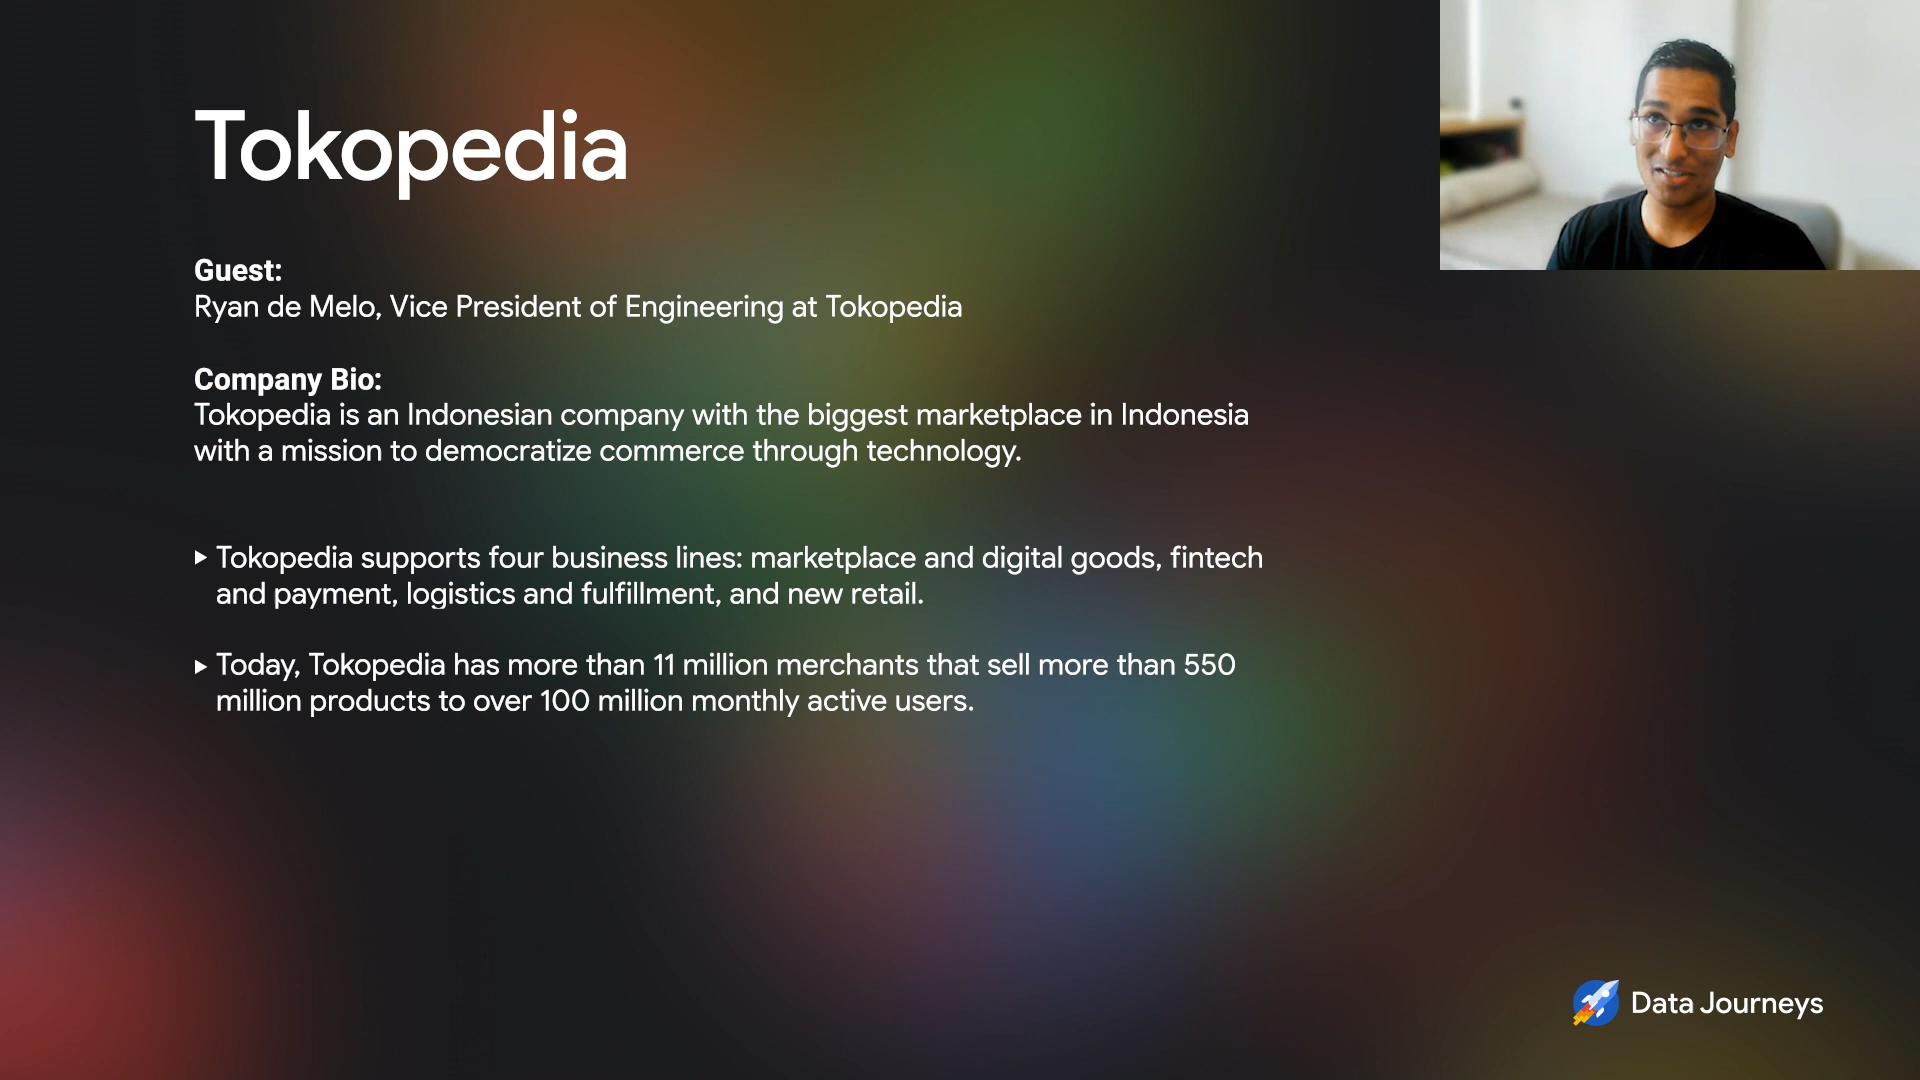 Tokopedia
Guest:
Ryan de Melo, Vice President of Engineering at Tokopedia
Company Bio:
Tokopedia is an Indonesian company with the biggest marketplace in Indonesia
with a mission to democratize commerce through technology.
Tokopedia supports four business lines: marketplace and digital goods, fintech
and payment, logistics and fulfillment, and new retail.
Today, Tokopedia has more than 11 million merchants that sell more than 550
million products to over 100 million monthly active users.
Data Journeys